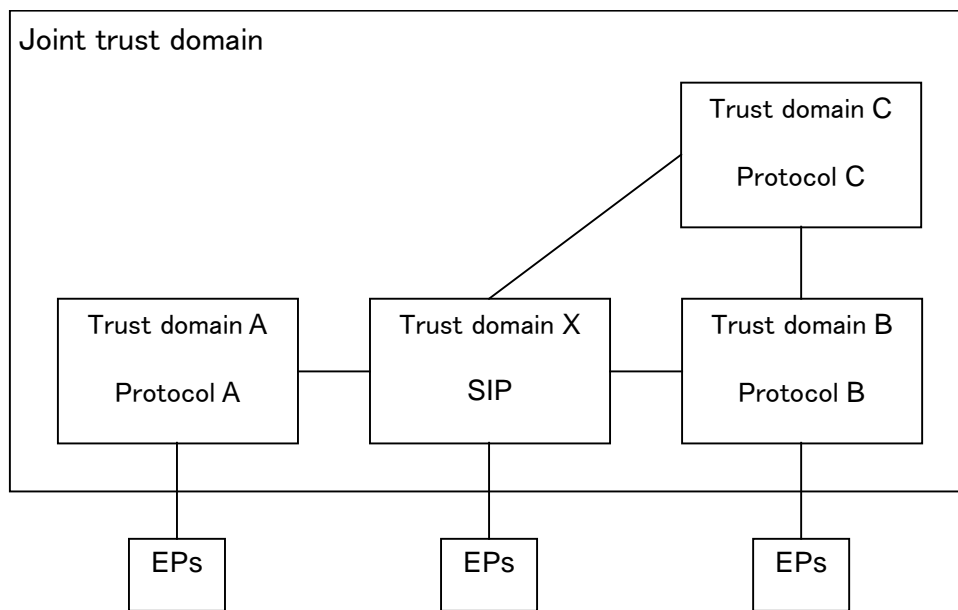 Joint trust domain
Trust domain C
Protocol C
Trust domain A
Protocol A
Trust domain X
SIP
Trust domain B
Protocol B
EPs
EPs
EPs